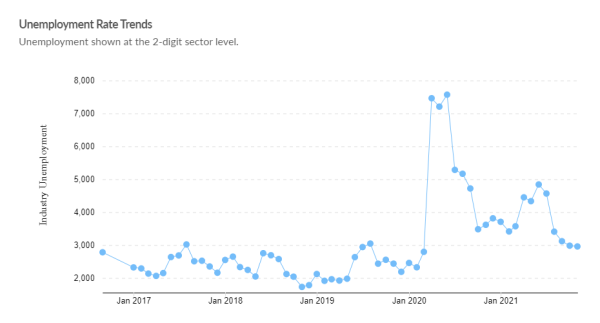 Unemployment Rate Trends
Unemployment shown at the 2-digit sector level.
8,000
7,000
6,000
5,000
4,000
3,000
2,000
Industry Unemployment
Jan 2017
Jan 2018
Jan 2019
Jan 2020
Jan 2021